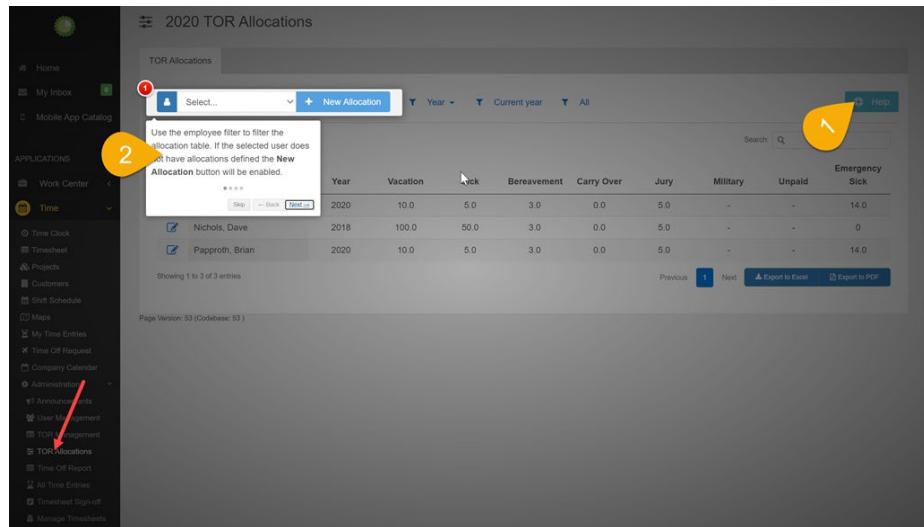 2020 TOR Allocations
TOR Allocations
Home
My Inbox
Mobile App Catalog
APPLICATIONS
Work Center
Time
Time Clock
Timesheet
Projects
Customers
Shift Schedule
Maps
My Time Entries
Time Off Request
Company Calendar
Administration
Announcements
User Management
TOR Management
TOR Allocations
Time Off Report
All Time Entries
Timesheet Sign-off
Manage Timesheets
1
Select... + New Allocation Year Current year All
Help
1
2
Use the employee filter to filter the
allocation table. If the selected user does
not have allocations defined the New
Allocation button will be enabled.
Skip ← Back Next →
Search:
Year Vacation Sick Bereavement Carry Over Jury Military Unpaid Emergency Sick
2020 10.0 5.0 3.0 0.0 5.0 - - 14.0
Nichols, Dave 2018 100.0 50.0 3.0 0.0 5.0 - - 0
Papproth, Brian 2020 10.0 5.0 3.0 0.0 5.0 - - 14.0
Showing 1 to 3 of 3 entries
Previous 1 Next Export to Excel Export to PDF
Page Version: 53 (Codebase: 53 )